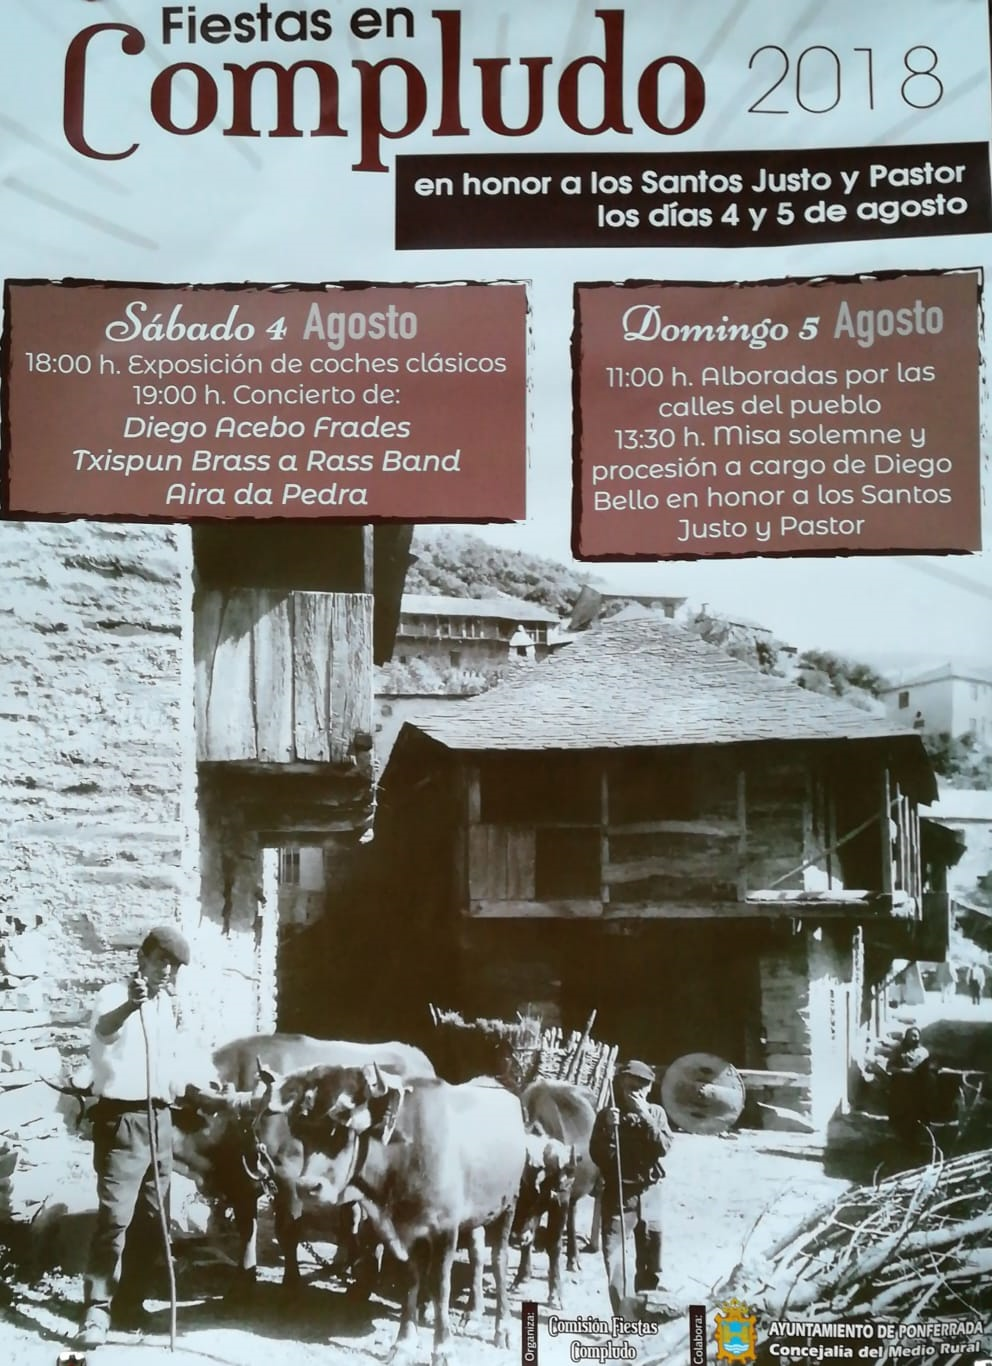 Fiestas en
Compludo 2018
en honor a los Santos Justo y Pastor
los días 4 y 5 de agosto
Sábado 4 Agosto
18:00 h. Exposición de coches clásicos
19:00 h. Concierto de:
Diego Acebo Frades
Txispun Brass a Rass Band
Aira da Pedra
Domingo 5 Agosto
11:00 h. Alboradas por las
calles del pueblo
13:30 h. Misa solemne y
procesión a cargo de Diego
Bello en honor a los Santos
Justo y Pastor
Organiza:
Comisión Fiestas
Compludo
Colabora:
AYUNTAMIENTO DE PONFERRADA
Concejalia del Medio Rural